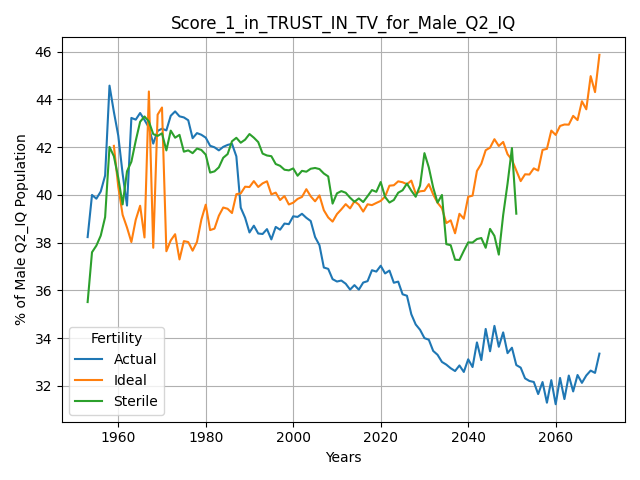 Score_1_in_TRUST_IN_TV_for_Male_Q2_IQ
% of Male Q2_IQ Population
46
44
42
40
38
36
34
32
Fertility
Actual
Ideal
Sterile
1960 1980 2000 2020 2040 2060
Years